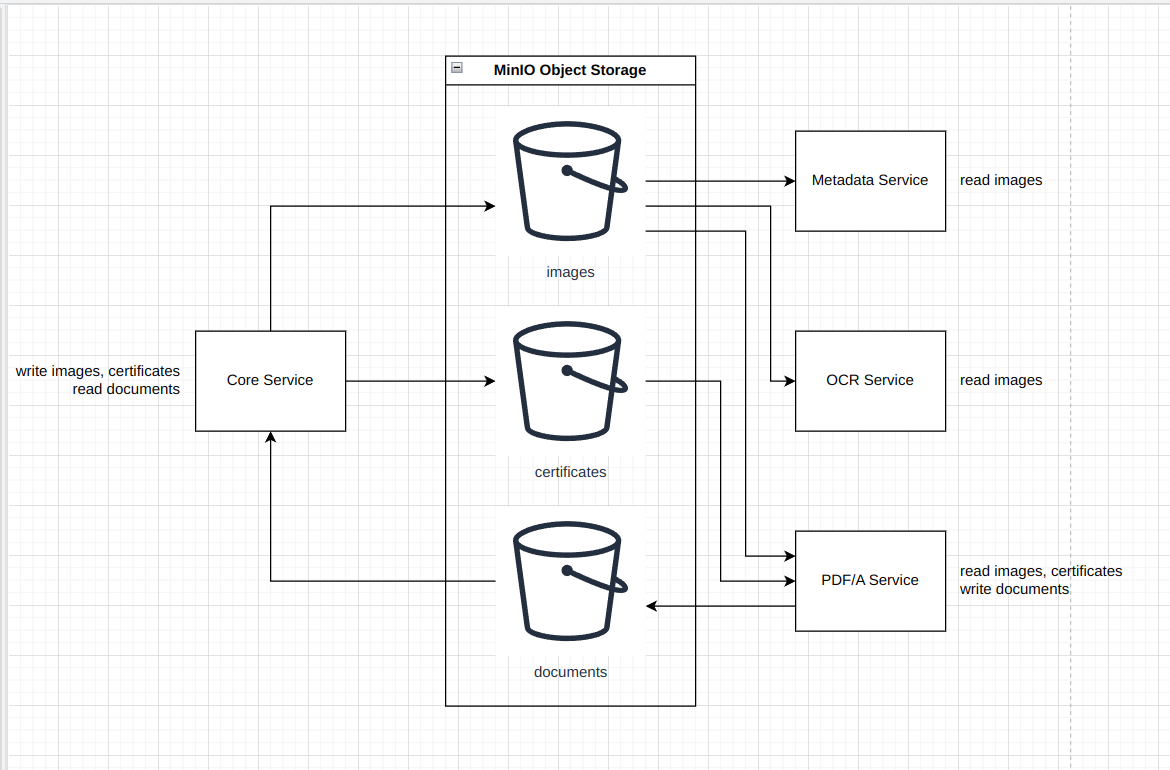 MinIO Object Storage
images
certificates
documents
write images, certificates
read documents
Core Service
Metadata Service
read images
OCR Service
read images
PDF/A Service
read images, certificates
write documents